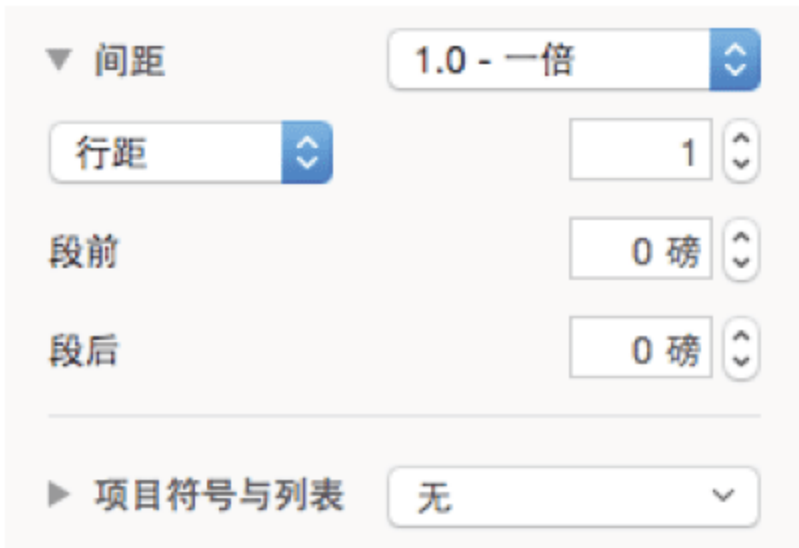 间距 1.0 - 一倍
行距 1
段前 0 磅
段后 0 磅
项目符号与列表 无